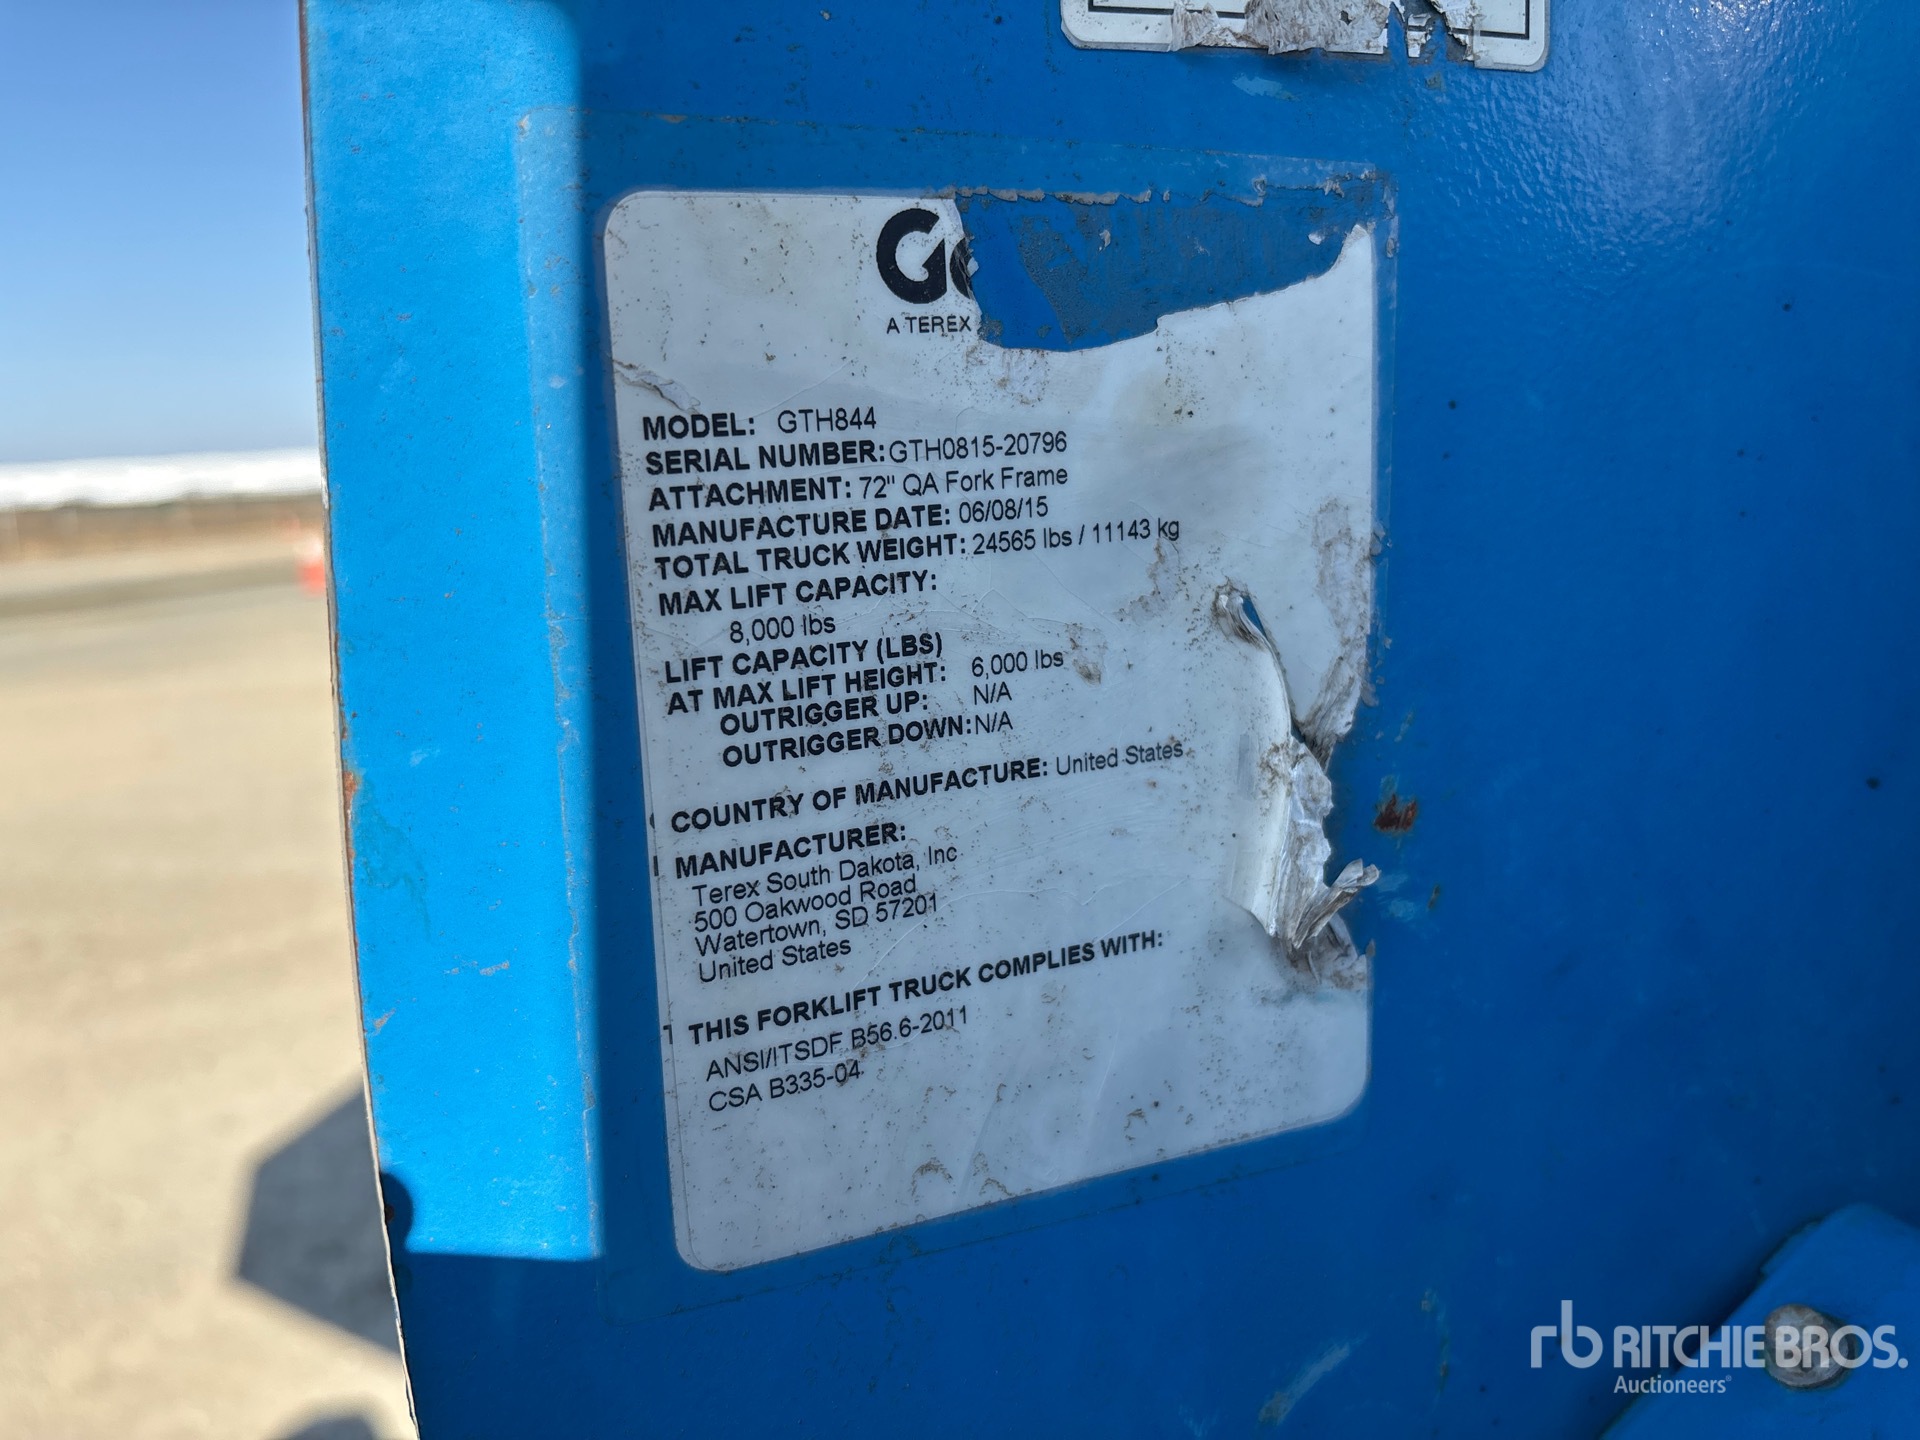 Ge
A TEREX
MODEL: GTH844
SERIAL NUMBER: GTH0815-20796
ATTACHMENT: 72" QA Fork Frame
MANUFACTURE DATE: 06/08/15
TOTAL TRUCK WEIGHT: 24565 lbs / 11143 kg
MAX LIFT CAPACITY:
8,000 lbs
LIFT CAPACITY (LBS)
AT MAX LIFT HEIGHT: 6,000 lbs
OUTRIGGER UP: N/A
OUTRIGGER DOWN: N/A
COUNTRY OF MANUFACTURE: United States
MANUFACTURER:
Terex South Dakota, Inc
500 Oakwood Road
Watertown, SD 57201
United States
THIS FORKLIFT TRUCK COMPLIES WITH:
ANSI/ITSDF B56.6-2011
CSA B335-04
rb RITCHIE BROS.
Auctioneers